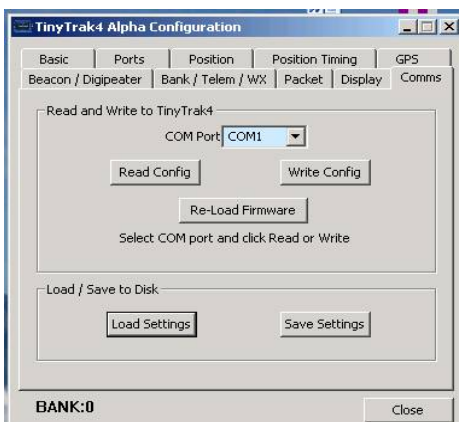 TinyTrak4 Alpha Configuration
Basic Ports Position Position Timing GPS
Beacon / Digipeater Bank / Telem / WX Packet Display Comms
Read and Write to TinyTrak4
COM Port COM1
Read Config Write Config
Re-Load Firmware
Select COM port and click Read or Write
Load / Save to Disk
Load Settings Save Settings
BANK:0 Close